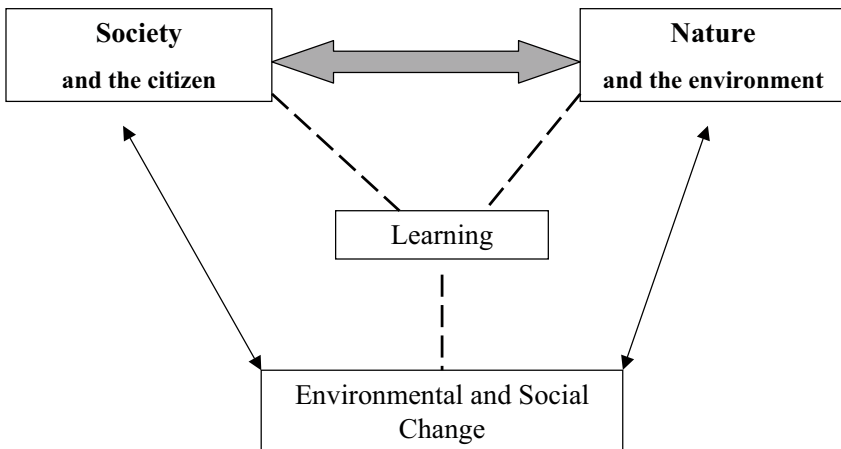 Society
and the citizen
Nature
and the environment
Learning
Environmental and Social
Change